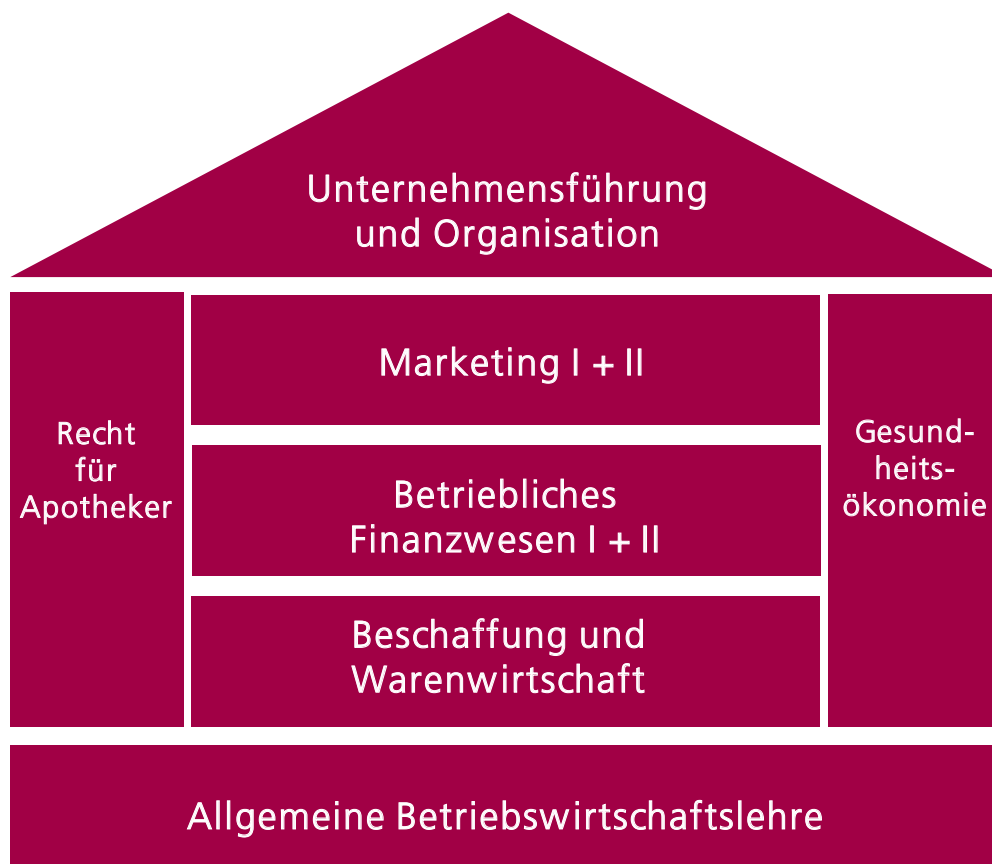 Unternehmensführung
und Organisation
Marketing I + II
Recht
für
Apotheker
Betriebliches
Finanzwesen I + II
Gesund-
heits-
ökonomie
Beschaffung und
Warenwirtschaft
Allgemeine Betriebswirtschaftslehre